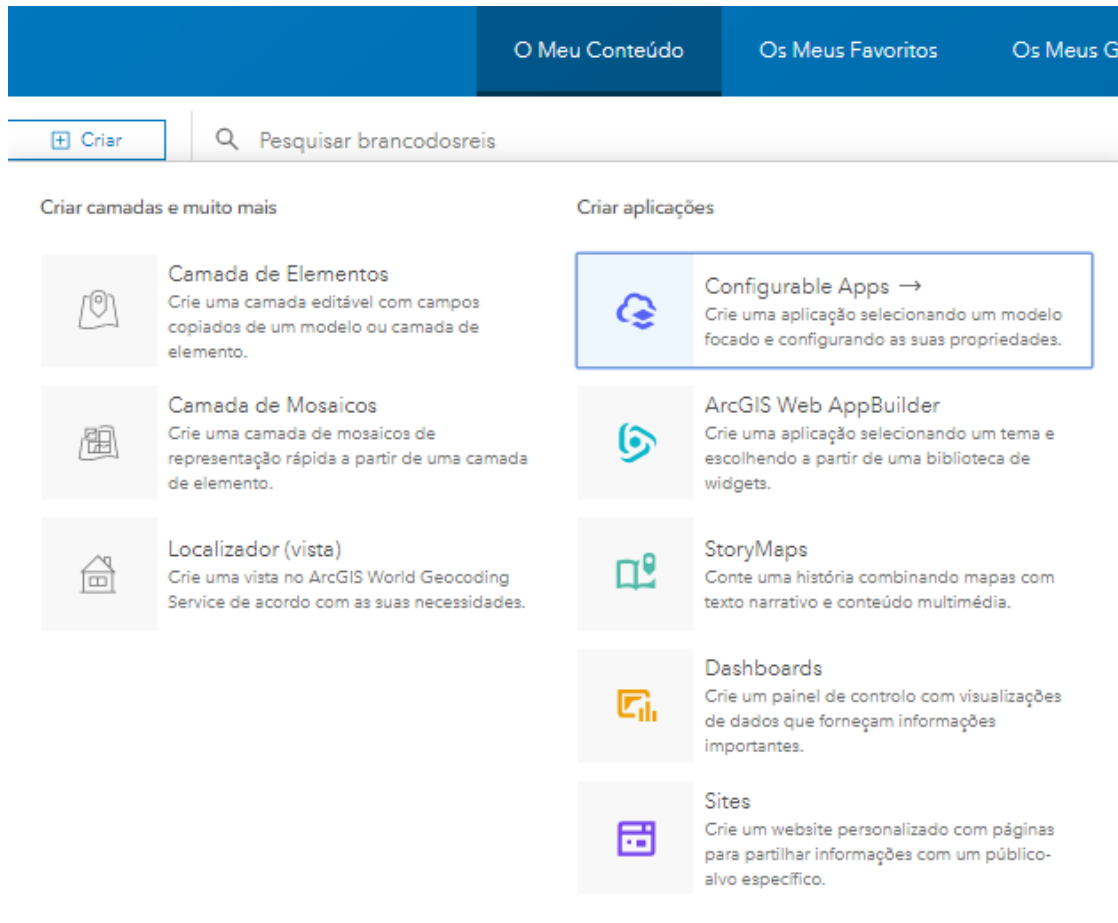 O Meu Conteúdo
Os Meus Favoritos
Os Meus G
Criar
Pesquisar brancodosreis
Criar camadas e muito mais
Camada de Elementos
Crie uma camada editável com campos
copiados de um modelo ou camada de
elemento.
Camada de Mosaicos
Crie uma camada de mosaicos de
representação rápida a partir de uma camada
de elemento.
Localizador (vista)
Crie uma vista no ArcGIS World Geocoding
Service de acordo com as suas necessidades.
Criar aplicações
Configurable Apps →
Crie uma aplicação selecionando um modelo
focado e configurando as suas propriedades.
ArcGIS Web AppBuilder
Crie uma aplicação selecionando um tema e
escolhendo a partir de uma biblioteca de
widgets.
StoryMaps
Conte uma história combinando mapas com
texto narrativo e conteúdo multimédia.
Dashboards
Crie um painel de controlo com visualizações
de dados que forneçam informações
importantes.
Sites
Crie um website personalizado com páginas
para partilhar informações com um público-
alvo específico.